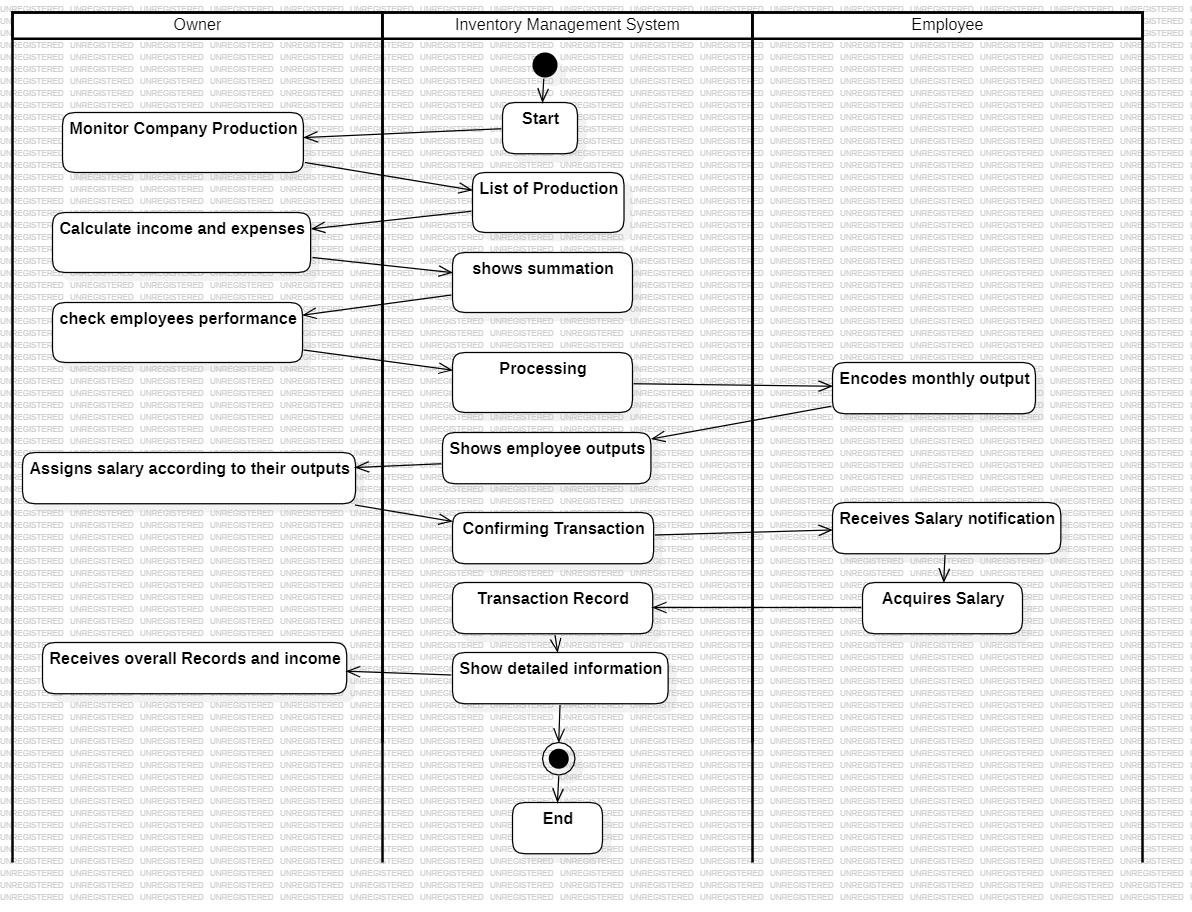 Owner
Inventory Management System
Employee
Start
Monitor Company Production
List of Production
Calculate income and expenses
shows summation
check employees performance
Processing
Encodes monthly output
Shows employee outputs
Assigns salary according to their outputs
Confirming Transaction
Receives Salary notification
Transaction Record
Acquires Salary
Receives overall Records and income
Show detailed information
End
UNREGISTERED